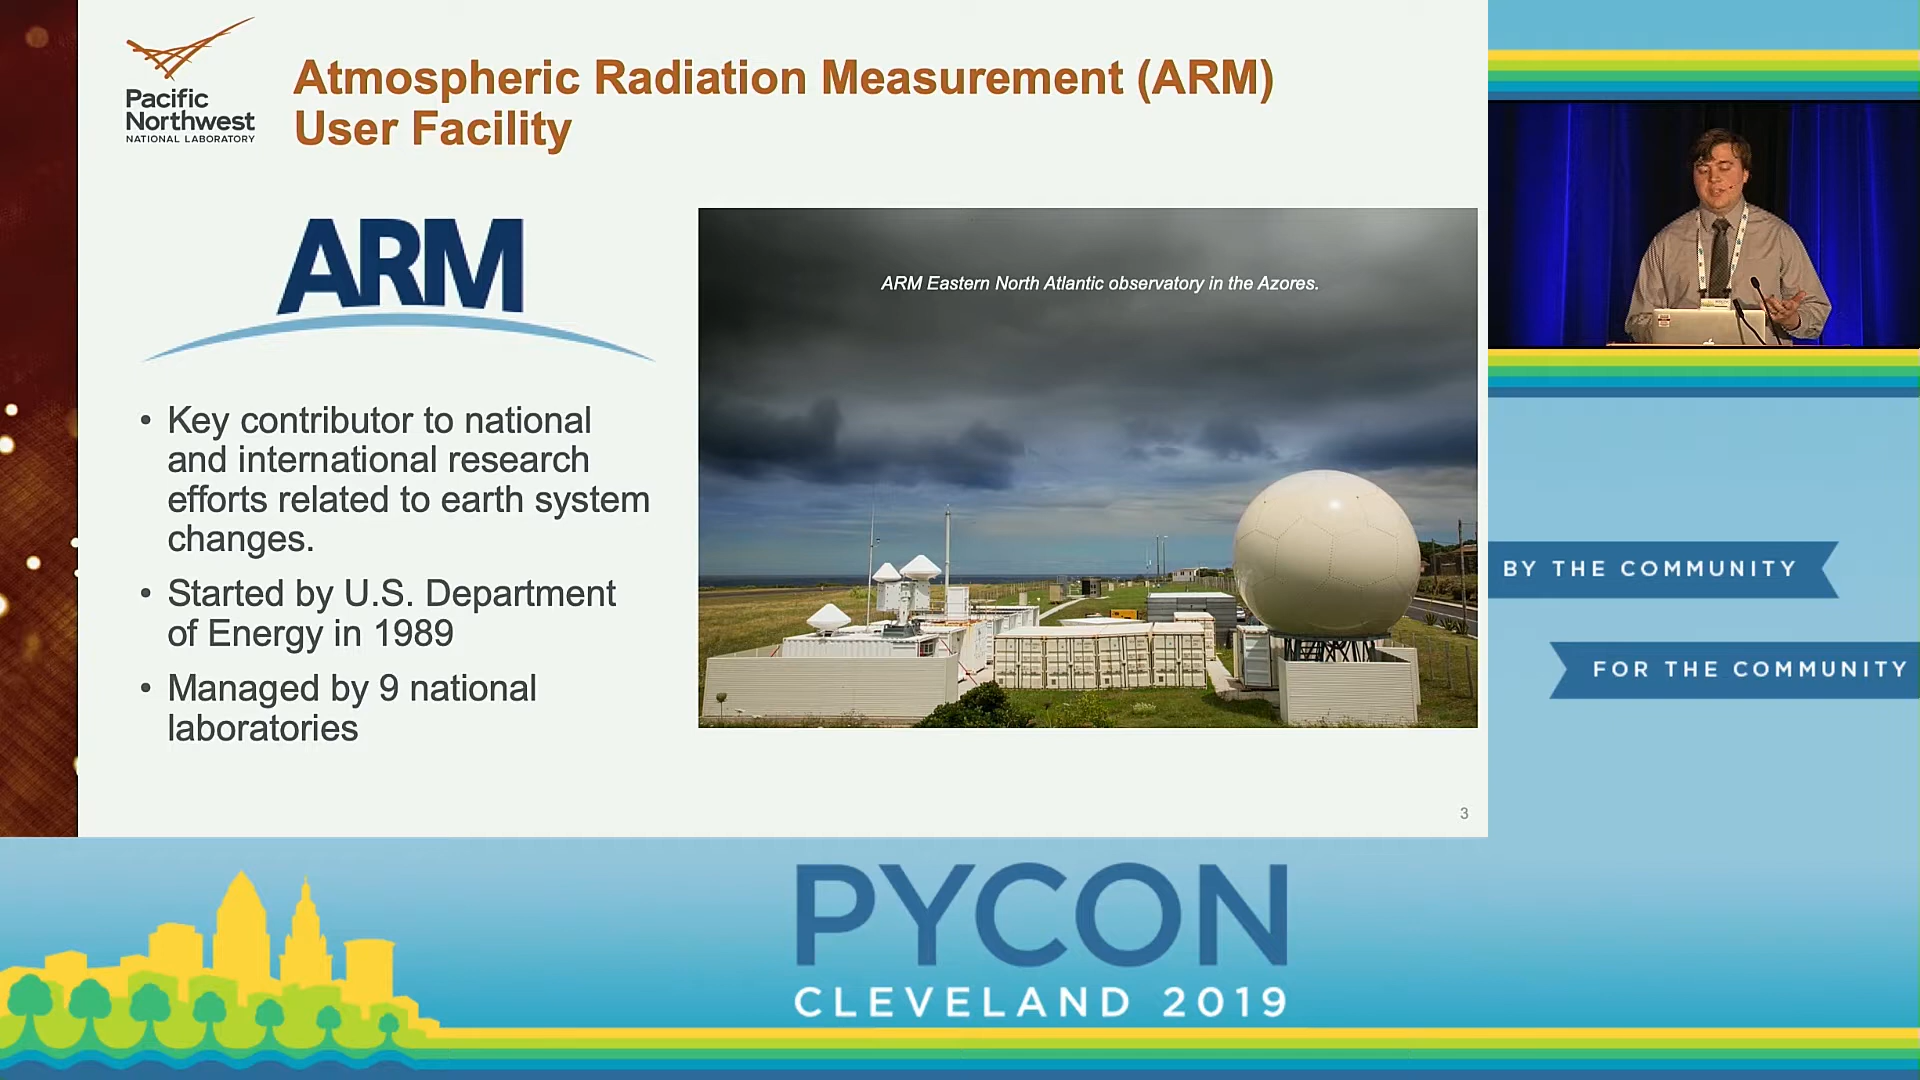 Pacific
Northwest
NATIONAL LABORATORY
Atmospheric Radiation Measurement (ARM)
User Facility
ARM
• Key contributor to national
and international research
efforts related to earth system
changes.
• Started by U.S. Department
of Energy in 1989
• Managed by 9 national
laboratories
ARM Eastern North Atlantic observatory in the Azores.
3
BY THE COMMUNITY
FOR THE COMMUNITY
PYCON
CLEVELAND 2019